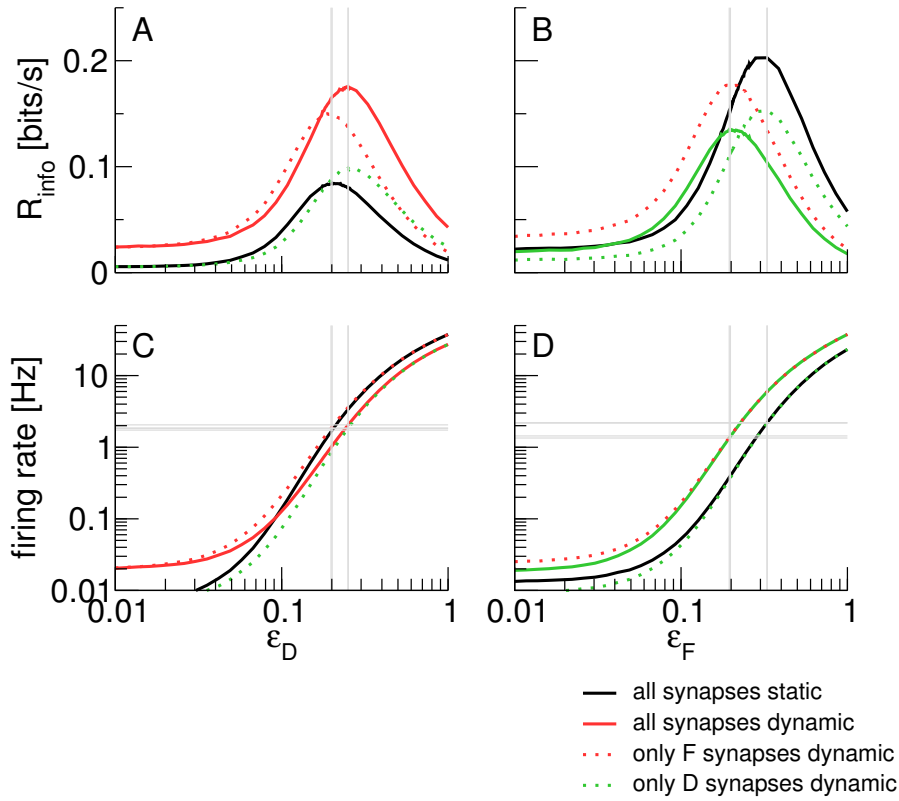 A
B
R_info [bits/s]
0.2
0.1
0
C
D
firing rate [Hz]
10
1
0.1
0.01
0.01 0.1 1
0.01 0.1 1
ε_D
ε_F
all synapses static
all synapses dynamic
only F synapses dynamic
only D synapses dynamic